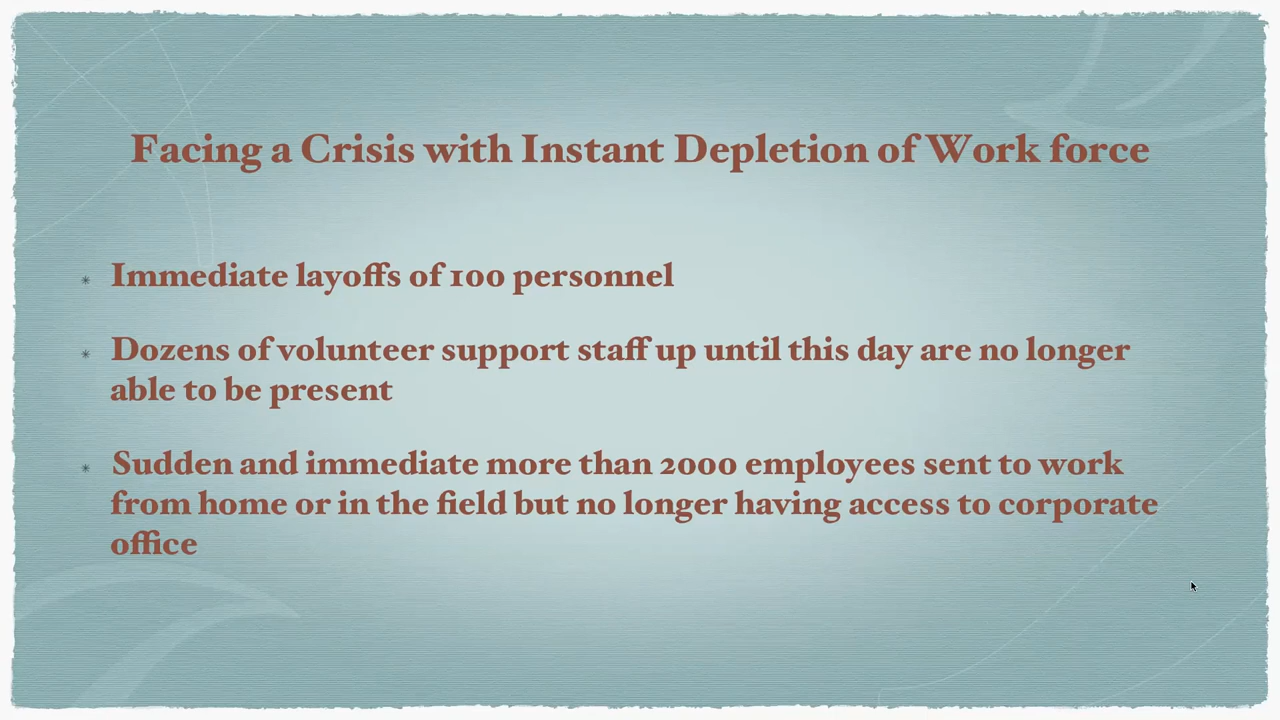 Facing a Crisis with Instant Depletion of Work force
Immediate layoffs of 100 personnel
Dozens of volunteer support staff up until this day are no longer
able to be present
Sudden and immediate more than 2000 employees sent to work
from home or in the field but no longer having access to corporate
office